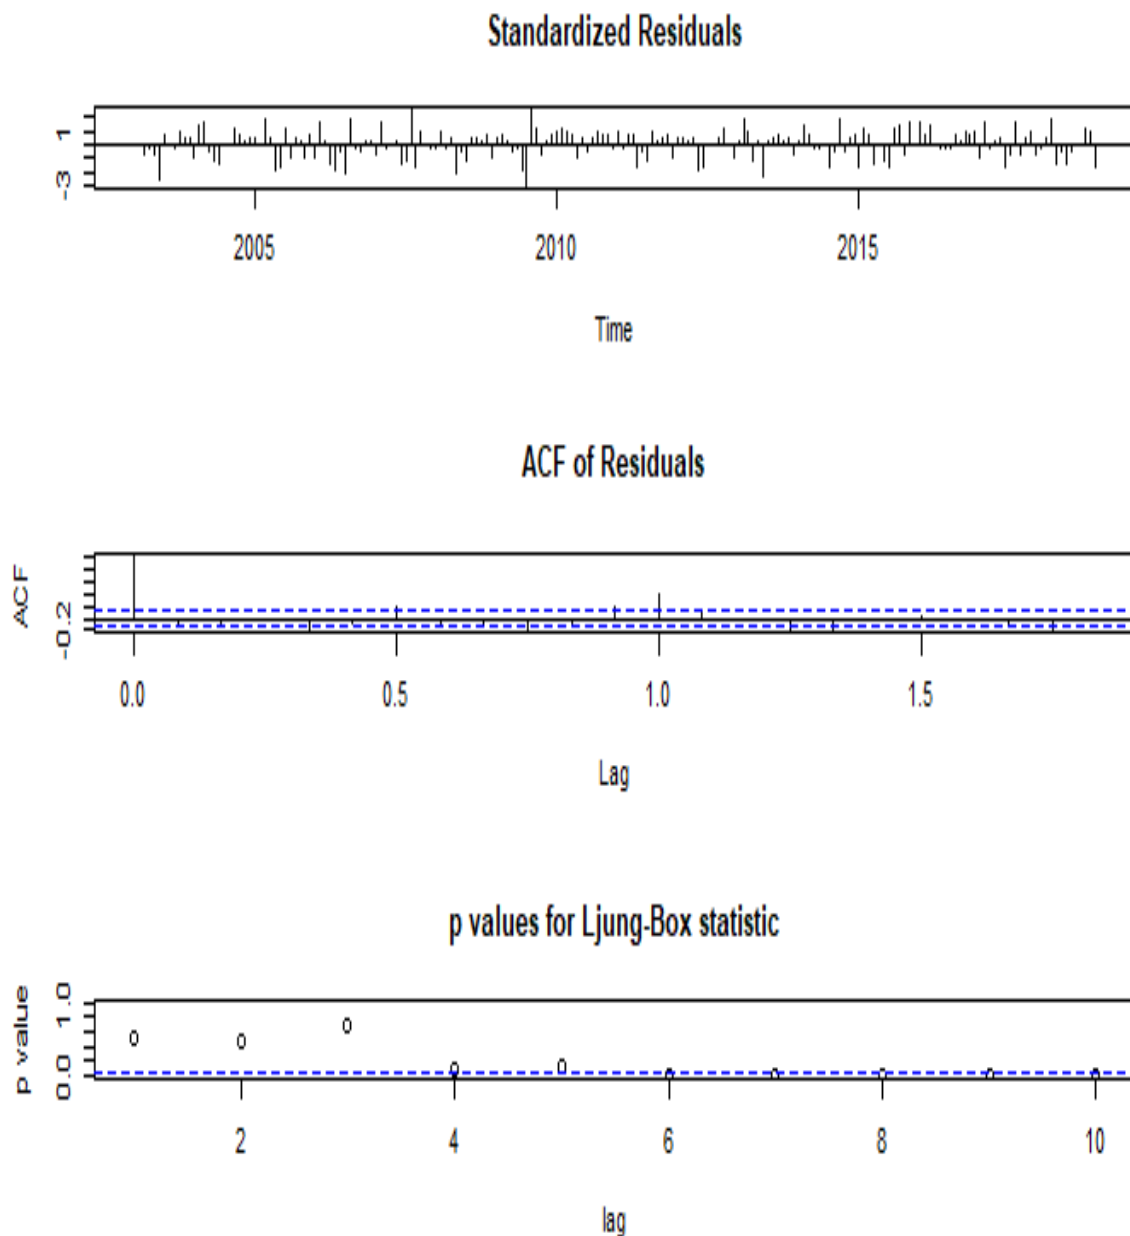 Standardized Residuals
-3 1
2005 2010 2015
Time
ACF of Residuals
ACF
-0.2
0.0 0.5 1.0 1.5
Lag
p values for Ljung-Box statistic
p value
0.0 1.0
2 4 6 8 10
lag